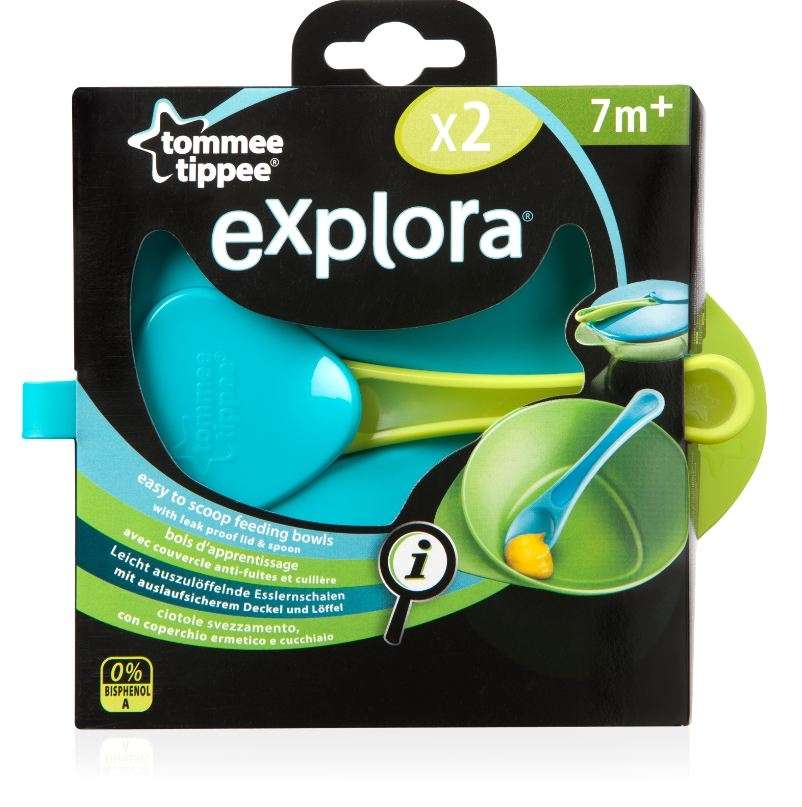 tommee
tippee®
x2
7m+
explora®
tommee
tippee®
easy to scoop feeding bowls
with leak proof lid & spoon
bols d'apprentissage
avec couvercle anti-fuites et cuillère
Leicht auszulöffelnde Esslernschalen
mit auslaufsicherem Deckel und Löffel
ciotole svezzamento,
con coperchio ermetico e cucchiaio
i
0%
BISPHENOL
A